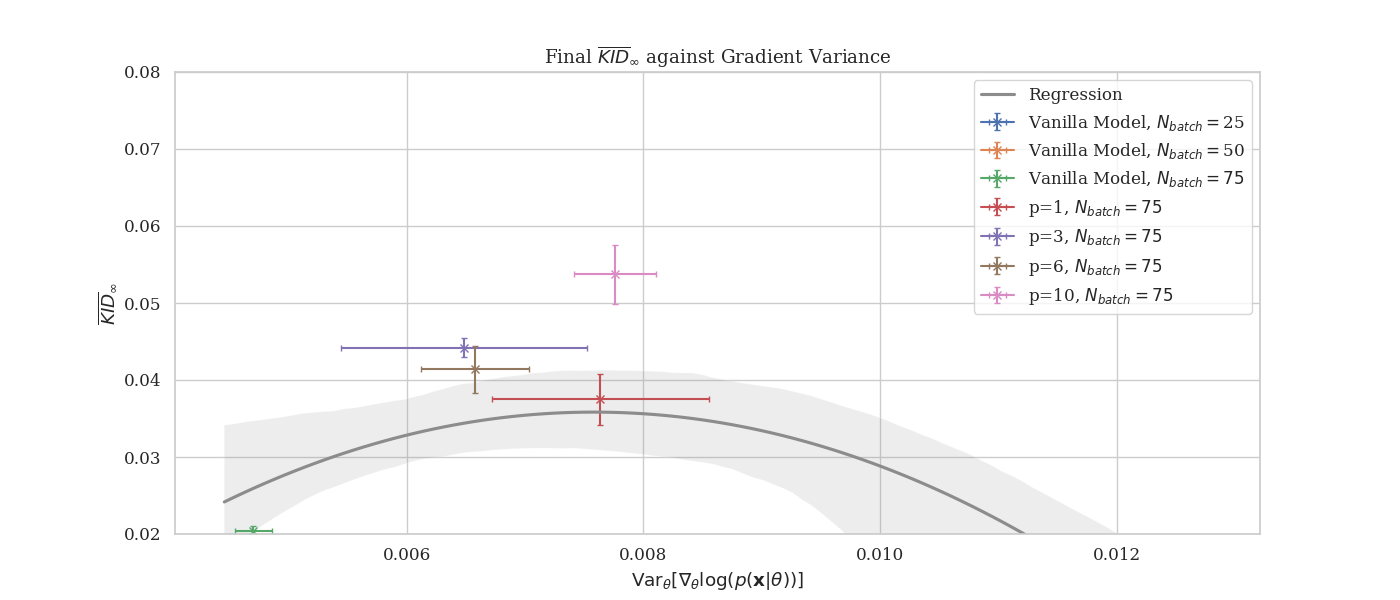 Final $\overline{KID}_\infty$ against Gradient Variance
0.08
0.07
0.06
0.05
0.04
0.03
0.02
$\overline{KID}_\infty$
Regression
Vanilla Model, $N_{batch} = 25$
Vanilla Model, $N_{batch} = 50$
Vanilla Model, $N_{batch} = 75$
p=1, $N_{batch} = 75$
p=3, $N_{batch} = 75$
p=6, $N_{batch} = 75$
p=10, $N_{batch} = 75$
0.006 0.008 0.010 0.012
$\mathrm{Var}_\theta[\nabla_\theta \log(p(\mathbf{x}|\theta))]$